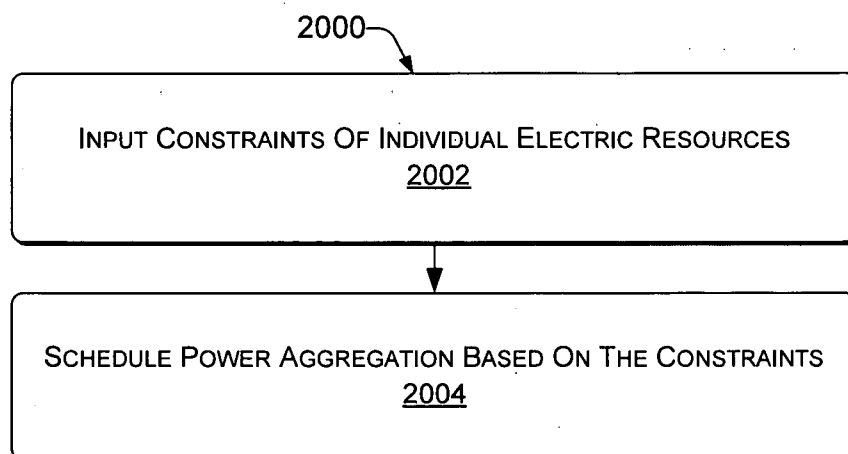 2000
INPUT CONSTRAINTS OF INDIVIDUAL ELECTRIC RESOURCES
2002
SCHEDULE POWER AGGREGATION BASED ON THE CONSTRAINTS
2004